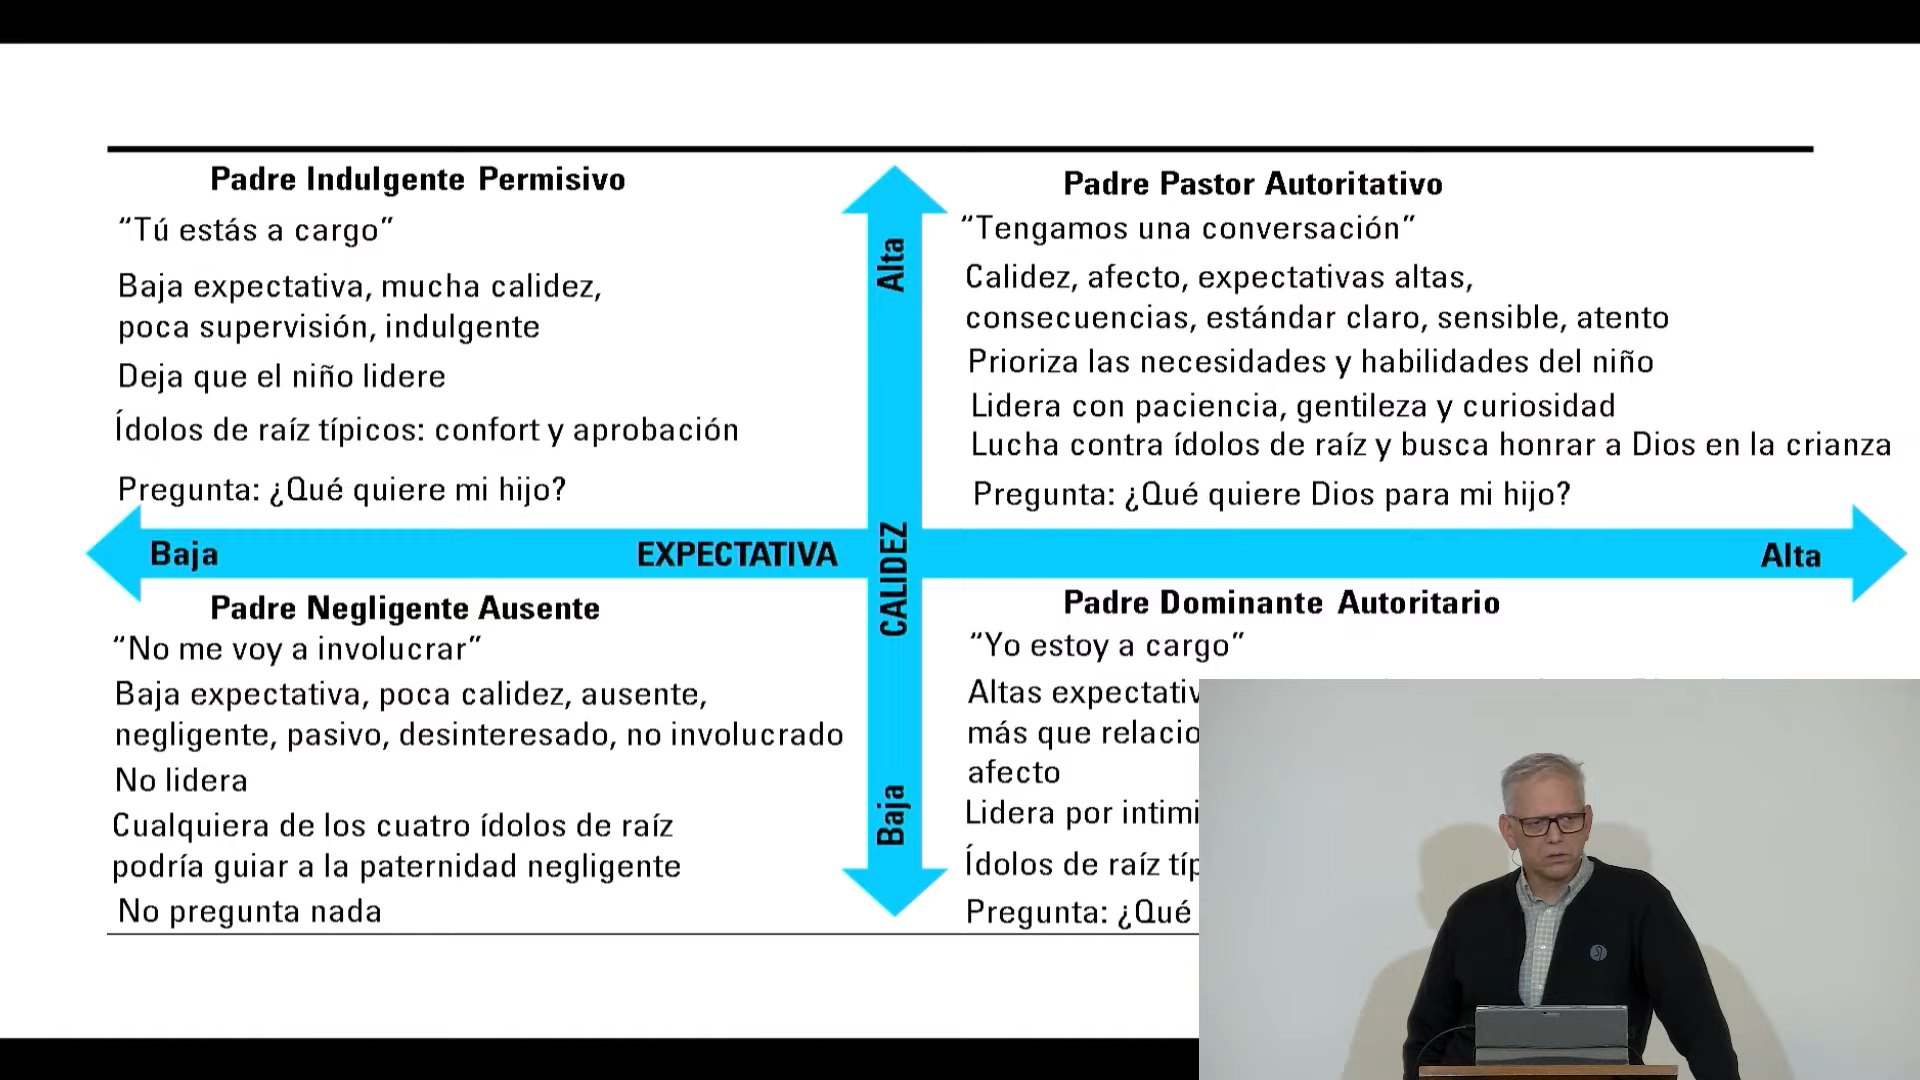 Padre Indulgente Permisivo
“Tú estás a cargo”
Baja expectativa, mucha calidez,
poca supervisión, indulgente
Deja que el niño lidere
Ídolos de raíz típicos: confort y aprobación
Pregunta: ¿Qué quiere mi hijo?
Padre Pastor Autoritativo
“Tengamos una conversación”
Calidez, afecto, expectativas altas,
consecuencias, estándar claro, sensible, atento
Prioriza las necesidades y habilidades del niño
Lidera con paciencia, gentileza y curiosidad
Lucha contra ídolos de raíz y busca honrar a Dios en la crianza
Pregunta: ¿Qué quiere Dios para mi hijo?
Alta
CALIDEZ
Baja
Baja
EXPECTATIVA
Alta
Padre Negligente Ausente
“No me voy a involucrar”
Baja expectativa, poca calidez, ausente,
negligente, pasivo, desinteresado, no involucrado
No lidera
Cualquiera de los cuatro ídolos de raíz
podría guiar a la paternidad negligente
No pregunta nada
Padre Dominante Autoritario
“Yo estoy a cargo”
Altas
más que
afecto
Lidera por
Ídolos de raíz
Pregunta: ¿Qué